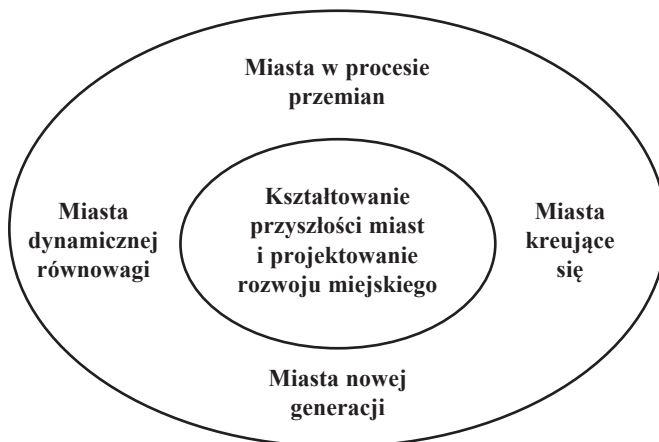 Miasta w procesie
przemian
Miasta
dynamicznej
równowagi
Kształtowanie
przyszłości miast
i projektowanie
rozwoju miejskiego
Miasta
kreujące
się
Miasta nowej
generacji